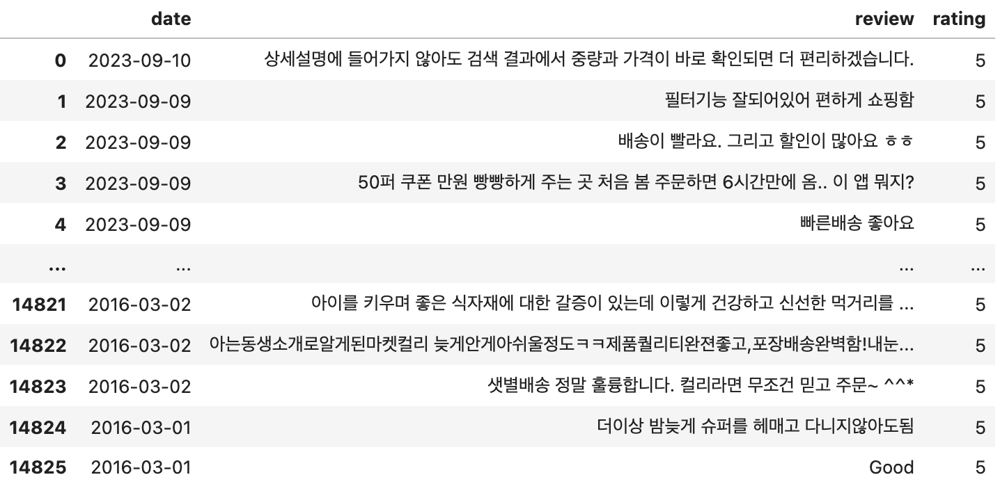 date review rating
0 2023-09-10 상세설명에 들어가지 않아도 검색 결과에서 중량과 가격이 바로 확인되면 더 편리하겠습니다. 5
1 2023-09-09 필터기능 잘되어있어 편하게 쇼핑함 5
2 2023-09-09 배송이 빨라요. 그리고 할인이 많아요 ㅎㅎ 5
3 2023-09-09 50퍼 쿠폰 만원 빵빵하게 주는 곳 처음 봄 주문하면 6시간만에 옴.. 이 앱 뭐지? 5
4 2023-09-09 빠른배송 좋아요 5
... ... ... ...
14821 2016-03-02 아이를 키우며 좋은 식자재에 대한 갈증이 있는데 이렇게 건강하고 신선한 먹거리를 ... 5
14822 2016-03-02 아는동생소개로알게된마켓컬리 늦게안게아쉬울정도ㅋㅋ제품퀄리티완젼좋고,포장배송완벽함!내눈... 5
14823 2016-03-02 샛별배송 정말 훌륭합니다. 컬리라면 무조건 믿고 주문~ ^^* 5
14824 2016-03-01 더이상 밤늦게 슈퍼를 헤매고 다니지않아도됨 5
14825 2016-03-01 Good 5